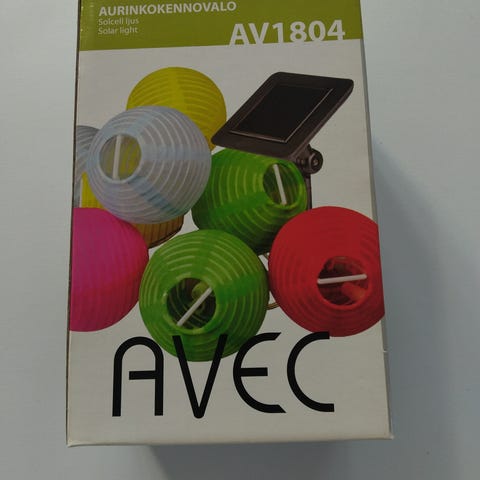 AURINKOKENNOVALO
Solcell ljus
Solar light
AV1804
AVEC